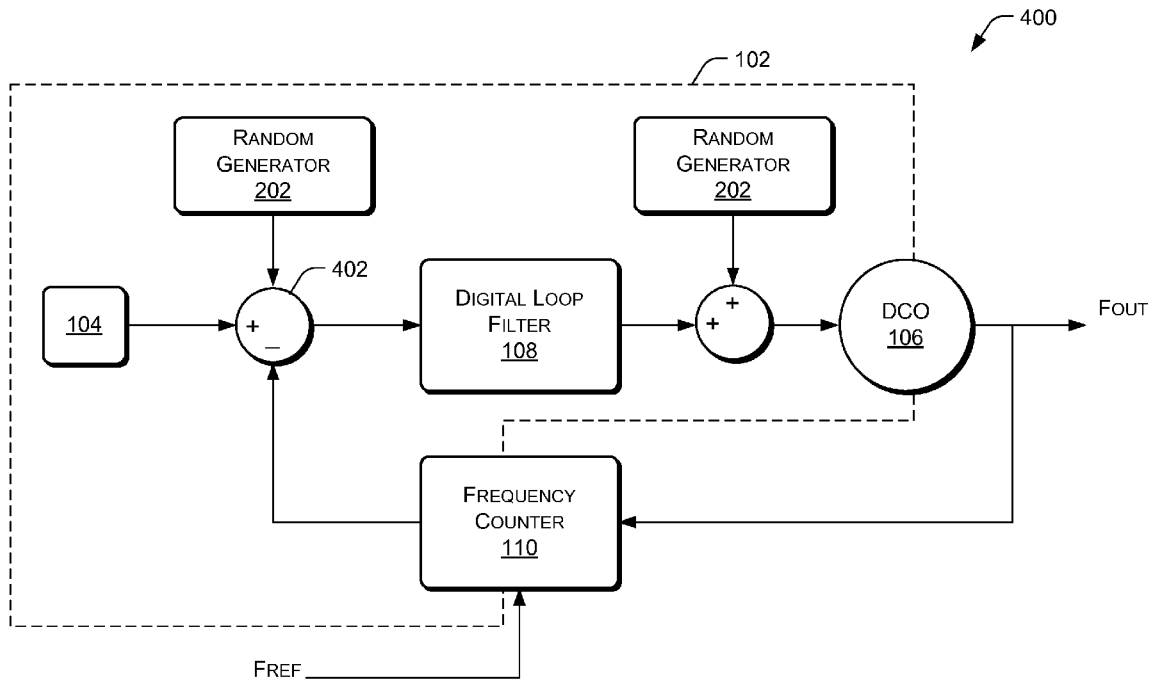 400
102
RANDOM
GENERATOR
202
RANDOM
GENERATOR
202
402
104
+
−
DIGITAL LOOP
FILTER
108
+
+
DCO
106
FOUT
FREQUENCY
COUNTER
110
FREF